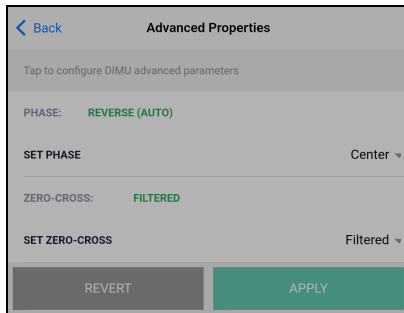 Back
Advanced Properties
Tap to configure DIMU advanced parameters
PHASE: REVERSE (AUTO)
SET PHASE Center
ZERO-CROSS: FILTERED
SET ZERO-CROSS Filtered
REVERT APPLY